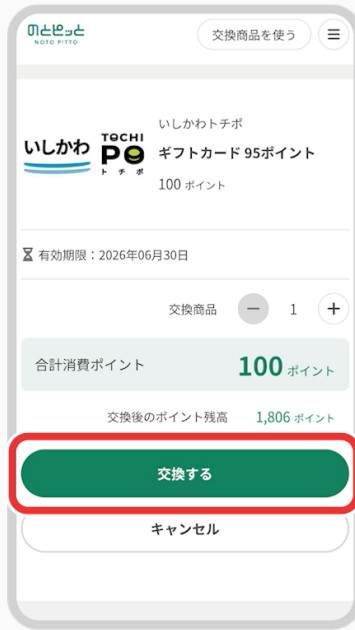 のとピッと
NOTO PITTO
交換商品を使う
いしかわトチポ
いしかわ
TOCHI
PO
トチポ
ギフトカード 95ポイント
100 ポイント
有効期限：2026年06月30日
交換商品 － 1 ＋
合計消費ポイント 100 ポイント
交換後のポイント残高 1,806 ポイント
交換する
キャンセル